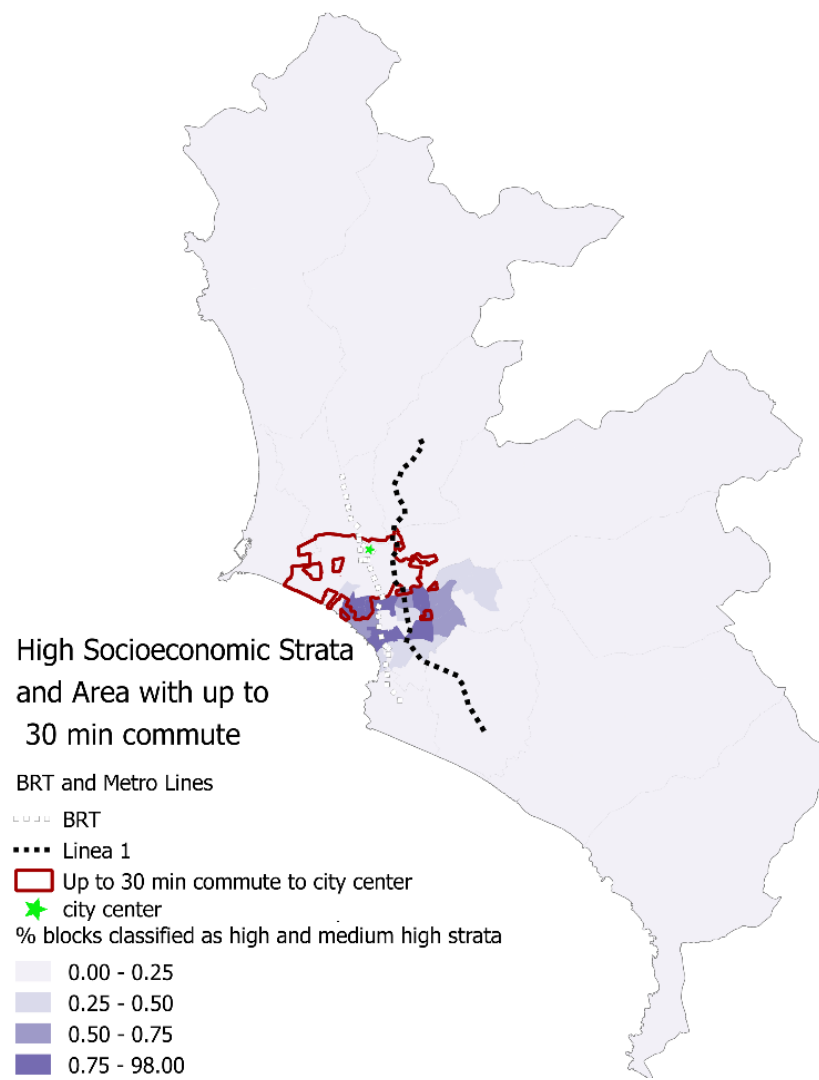 High Socioeconomic Strata
and Area with up to
30 min commute
BRT and Metro Lines
BRT
Linea 1
Up to 30 min commute to city center
city center
% blocks classified as high and medium high strata
0.00 - 0.25
0.25 - 0.50
0.50 - 0.75
0.75 - 98.00